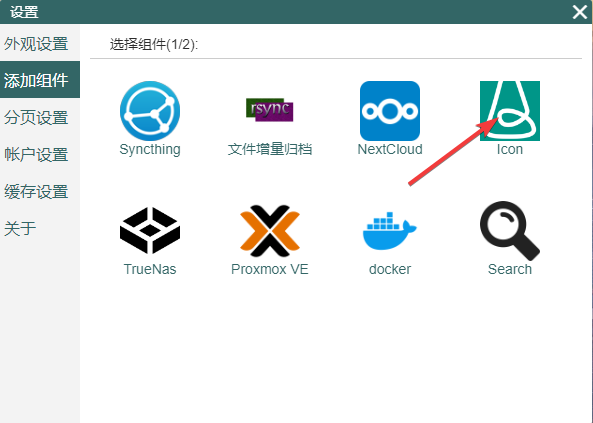 设置
外观设置
添加组件
分页设置
帐户设置
缓存设置
关于
选择组件(1/2):
rsync
Syncthing
文件增量归档
NextCloud
Icon
TrueNas
Proxmox VE
docker
Search